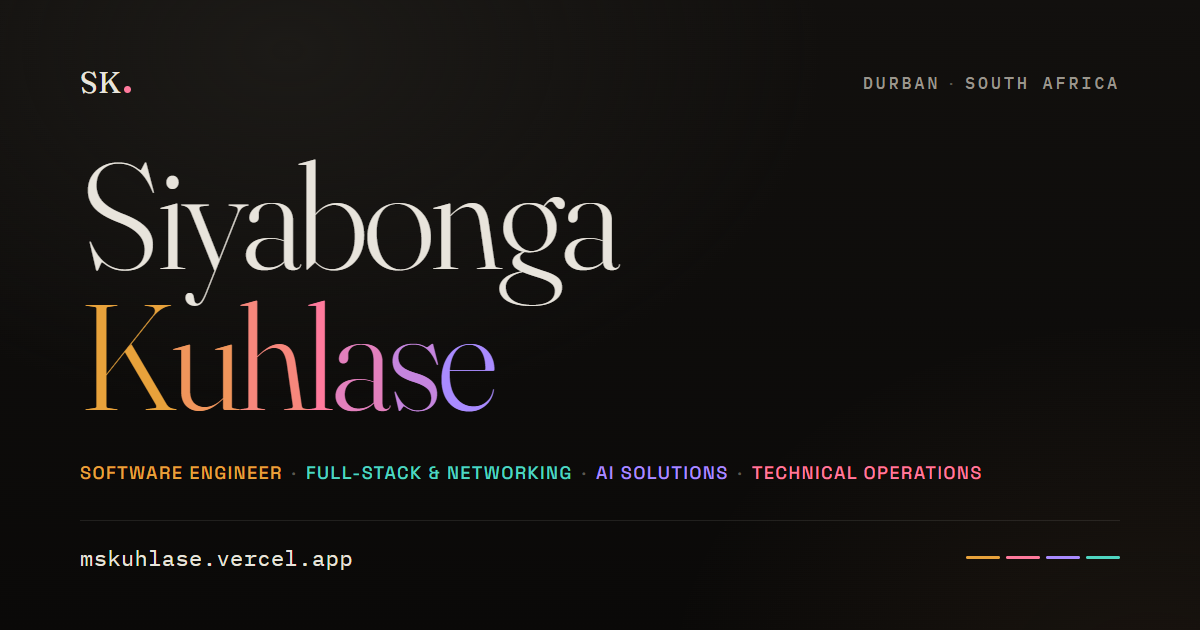 SK.
DURBAN · SOUTH AFRICA
Siyabonga
Kuhlase
SOFTWARE ENGINEER · FULL-STACK & NETWORKING · AI SOLUTIONS · TECHNICAL OPERATIONS
mskuhlase.vercel.app